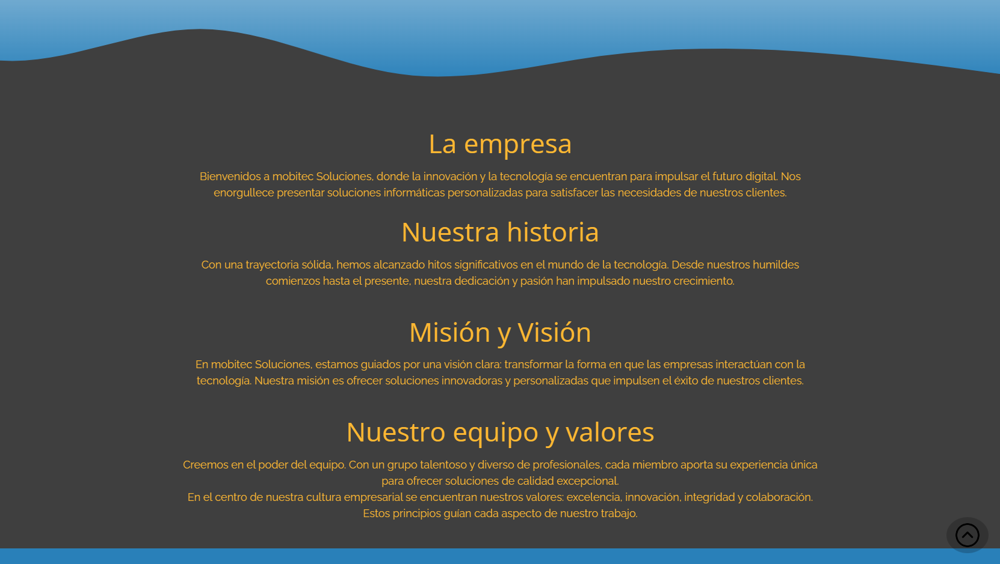 La empresa
Bienvenidos a mobitec Soluciones, donde la innovación y la tecnología se encuentran para impulsar el futuro digital. Nos
enorgullece presentar soluciones informáticas personalizadas para satisfacer las necesidades de nuestros clientes.
Nuestra historia
Con una trayectoria sólida, hemos alcanzado hitos significativos en el mundo de la tecnología. Desde nuestros humildes
comienzos hasta el presente, nuestra dedicación y pasión han impulsado nuestro crecimiento.
Misión y Visión
En mobitec Soluciones, estamos guiados por una visión clara: transformar la forma en que las empresas interactúan con la
tecnología. Nuestra misión es ofrecer soluciones innovadoras y personalizadas que impulsen el éxito de nuestros clientes.
Nuestro equipo y valores
Creemos en el poder del equipo. Con un grupo talentoso y diverso de profesionales, cada miembro aporta su experiencia única
para ofrecer soluciones de calidad excepcional.
En el centro de nuestra cultura empresarial se encuentran nuestros valores: excelencia, innovación, integridad y colaboración.
Estos principios guían cada aspecto de nuestro trabajo.